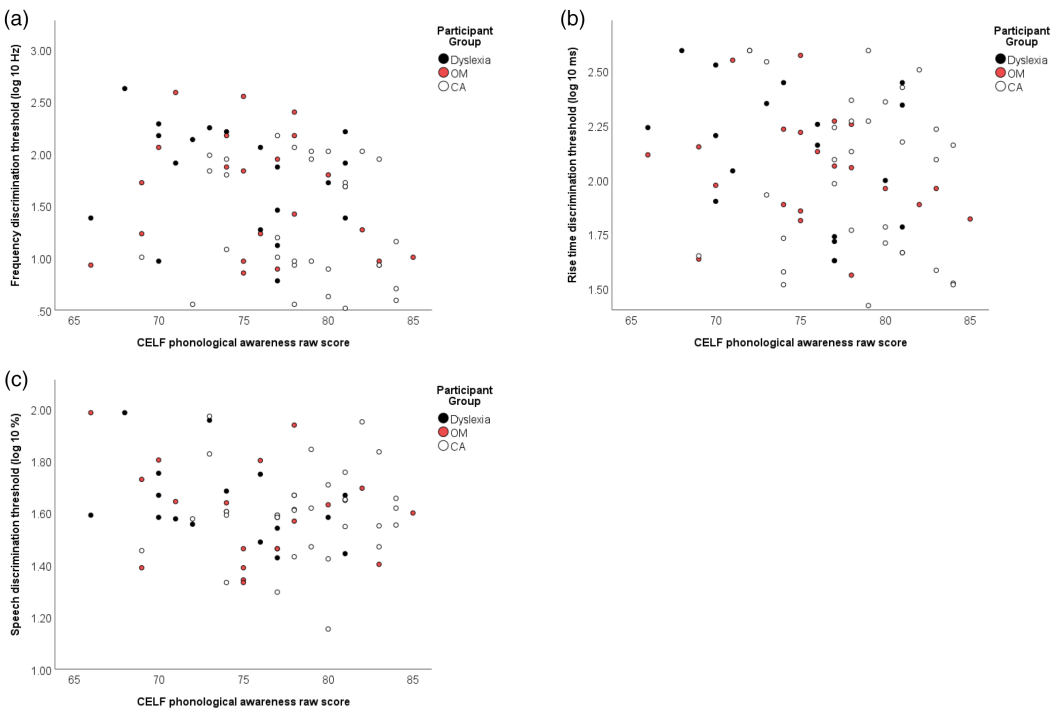 (a)
Participant
Group
Dyslexia
OM
CA
Frequency discrimination threshold (log 10 Hz)
3.00
2.50
2.00
1.50
1.00
.50
65 70 75 80 85
CELF phonological awareness raw score
(b)
Participant
Group
Dyslexia
OM
CA
Rise time discrimination threshold (log 10 ms)
2.50
2.25
2.00
1.75
1.50
65 70 75 80 85
CELF phonological awareness raw score
(c)
Participant
Group
Dyslexia
OM
CA
Speech discrimination threshold (log 10 %)
2.00
1.80
1.60
1.40
1.20
1.00
65 70 75 80 85
CELF phonological awareness raw score